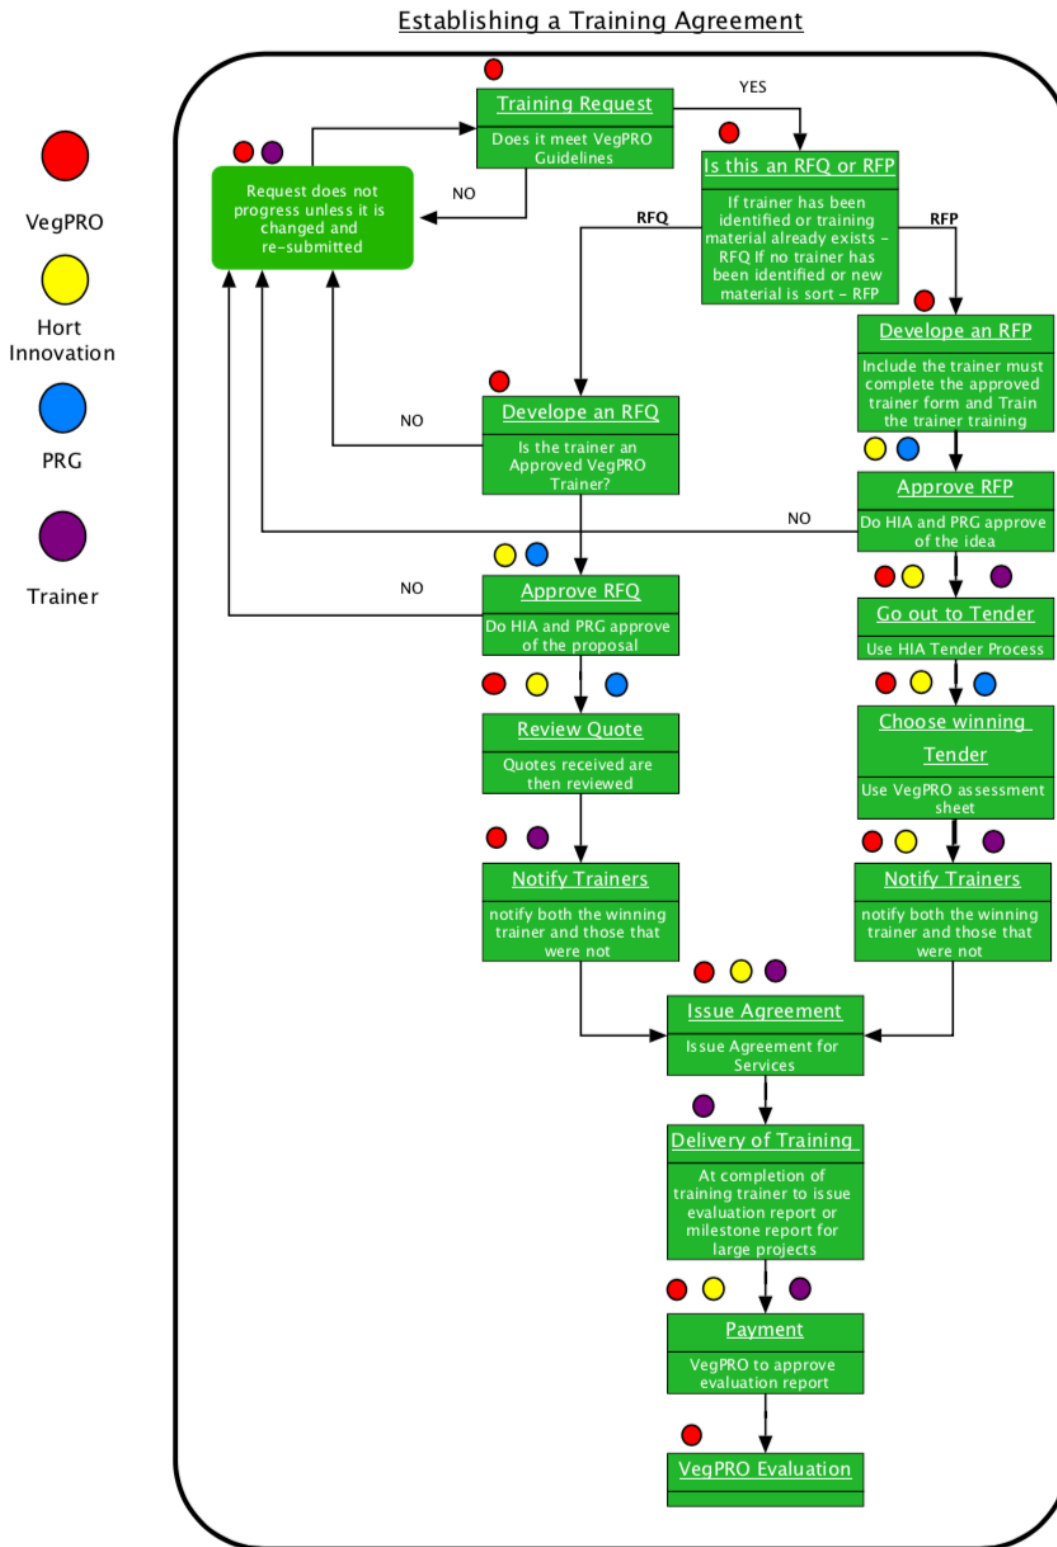 Establishing a Training Agreement
VegPRO
Hort
Innovation
PRG
Trainer
Training Request
Does it meet VegPRO
Guidelines
YES
NO
Request does not
progress unless it is
changed and
re-submitted
Is this an RFQ or RFP
If trainer has been
identified or training
material already exists –
RFQ If no trainer has
been identified or new
material is sort – RFP
RFQ
RFP
Develope an RFP
Include the trainer must
complete the approved
trainer form and Train
the trainer training
Develope an RFQ
Is the trainer an
Approved VegPRO
Trainer?
NO
Approve RFP
Do HIA and PRG approve
of the idea
NO
Approve RFQ
Do HIA and PRG approve
of the proposal
NO
Go out to Tender
Use HIA Tender Process
Review Quote
Quotes received are
then reviewed
Choose winning
Tender
Use VegPRO assessment
sheet
Notify Trainers
notify both the winning
trainer and those that
were not
Notify Trainers
notify both the winning
trainer and those that
were not
Issue Agreement
Issue Agreement for
Services
Delivery of Training
At completion of
training trainer to issue
evaluation report or
milestone report for
large projects
Payment
VegPRO to approve
evaluation report
VegPRO Evaluation